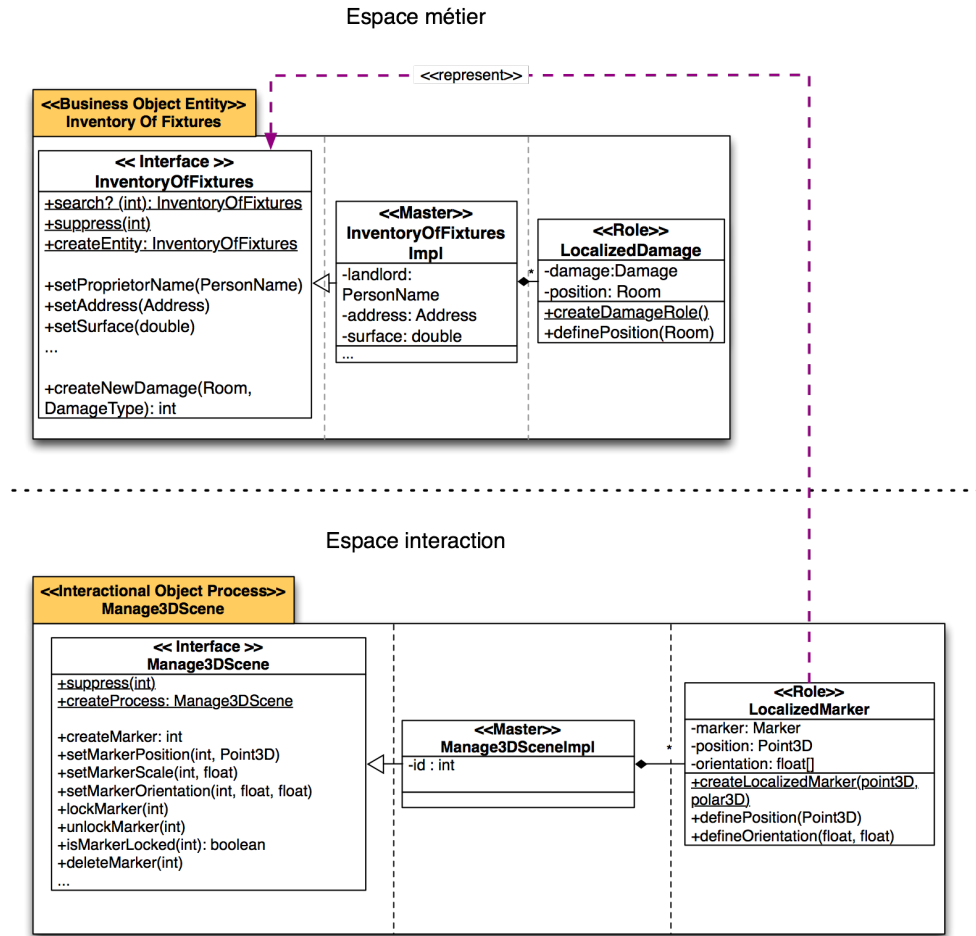 Espace métier
<<represent>>
<<Business Object Entity>>
Inventory Of Fixtures
<< Interface >>
InventoryOfFixtures
+search? (int): InventoryOfFixtures
+suppress(int)
+createEntity: InventoryOfFixtures
+setProprietorName(PersonName)
+setAddress(Address)
+setSurface(double)
...
+createNewDamage(Room,
DamageType): int
<<Master>>
InventoryOfFixtures
Impl
-landlord:
PersonName
-address: Address
-surface: double
...
*
<<Role>>
LocalizedDamage
-damage:Damage
-position: Room
+createDamageRole()
+definePosition(Room)
Espace interaction
<<Interactional Object Process>>
Manage3DScene
<< Interface >>
Manage3DScene
+suppress(int)
+createProcess: Manage3DScene
+createMarker: int
+setMarkerPosition(int, Point3D)
+setMarkerScale(int, float)
+setMarkerOrientation(int, float, float)
+lockMarker(int)
+unlockMarker(int)
+isMarkerLocked(int): boolean
+deleteMarker(int)
...
<<Master>>
Manage3DSceneImpl
-id : int
*
<<Role>>
LocalizedMarker
-marker: Marker
-position: Point3D
-orientation: float[]
+createLocalizedMarker(point3D,
polar3D)
+definePosition(Point3D)
+defineOrientation(float, float)